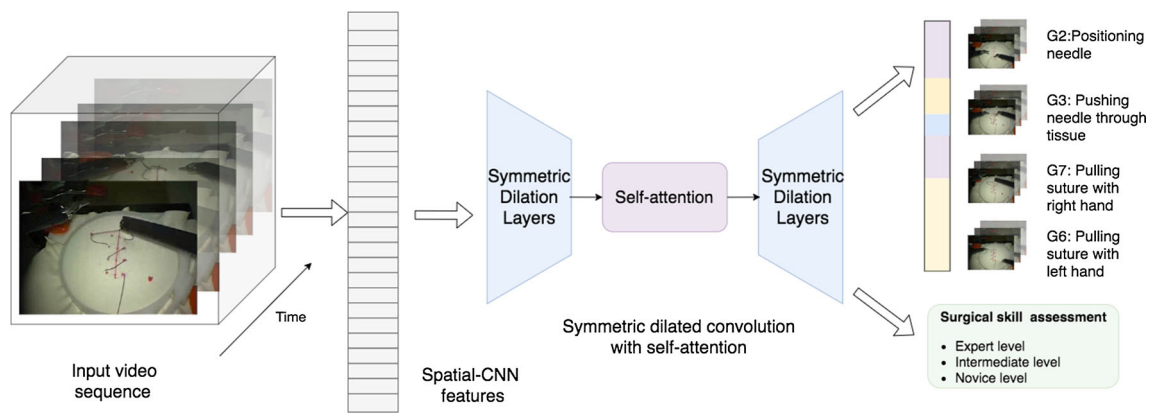 Input video
sequence
Time
Spatial-CNN
features
Symmetric
Dilation
Layers
Self-attention
Symmetric
Dilation
Layers
Symmetric dilated convolution
with self-attention
G2:Positioning
needle
G3: Pushing
needle through
tissue
G7: Pulling
suture with
right hand
G6: Pulling
suture with
left hand
Surgical skill assessment
• Expert level
• Intermediate level
• Novice level